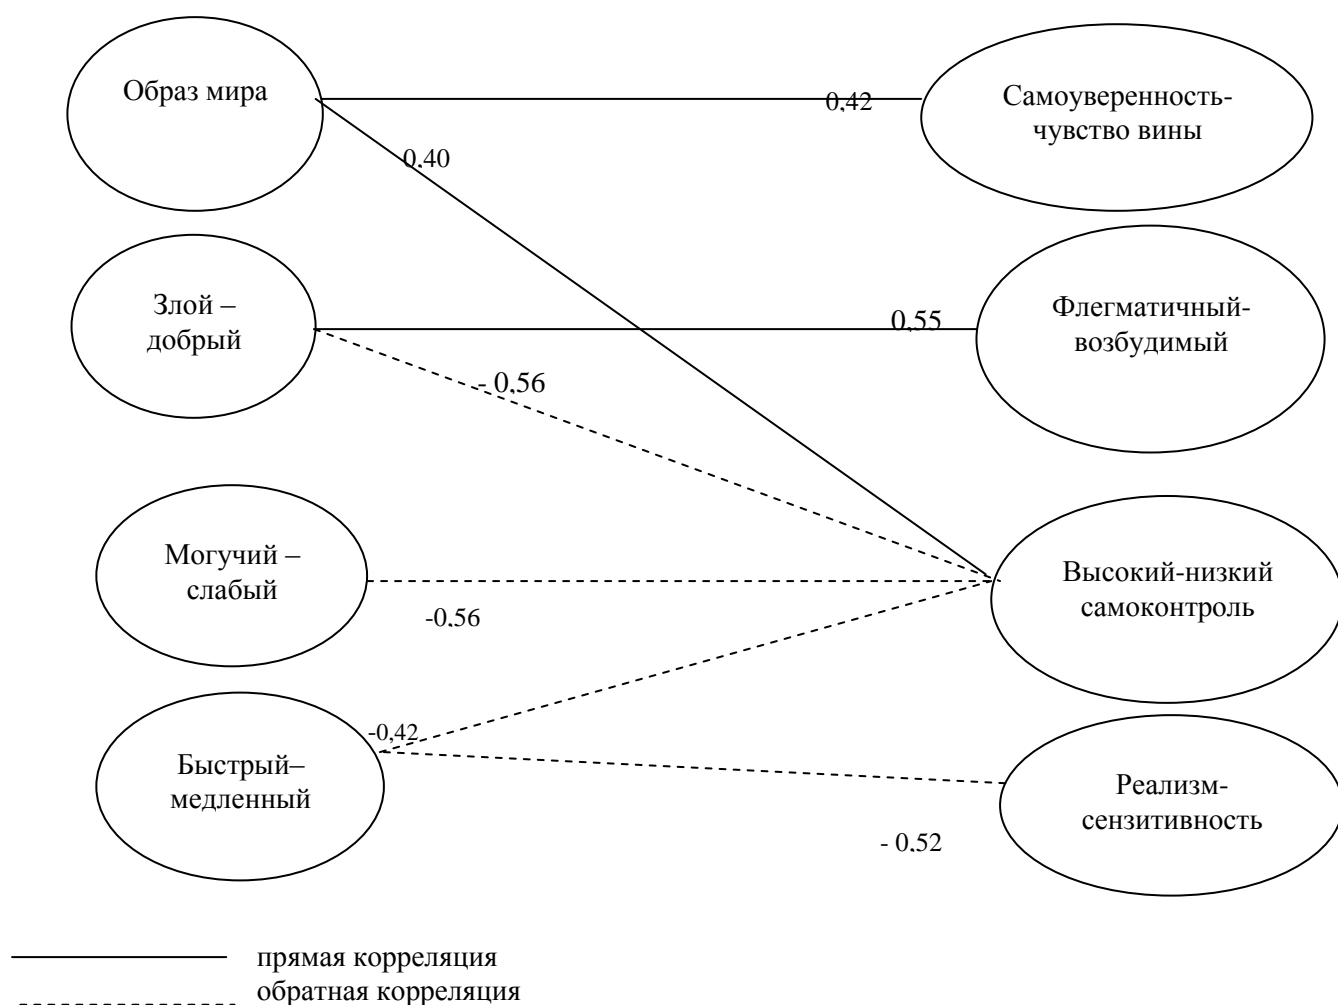 Образ мира
Самоуверенность-
чувство вины
0,42
0,40
Злой –
добрый
Флегматичный-
возбудимый
0,55
- 0,56
Могучий –
слабый
Высокий-низкий
самоконтроль
-0,56
-0,42
Быстрый–
медленный
Реализм-
сензитивность
- 0,52
прямая корреляция
обратная корреляция